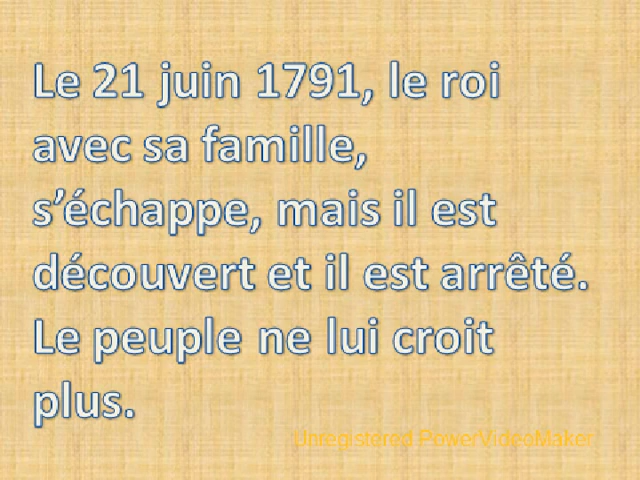 Le 21 juin 1791, le roi
avec sa famille,
s’échappe, mais il est
découvert et il est arrêté.
Le peuple ne lui croit
plus.
Unregistered PowerVideoMaker